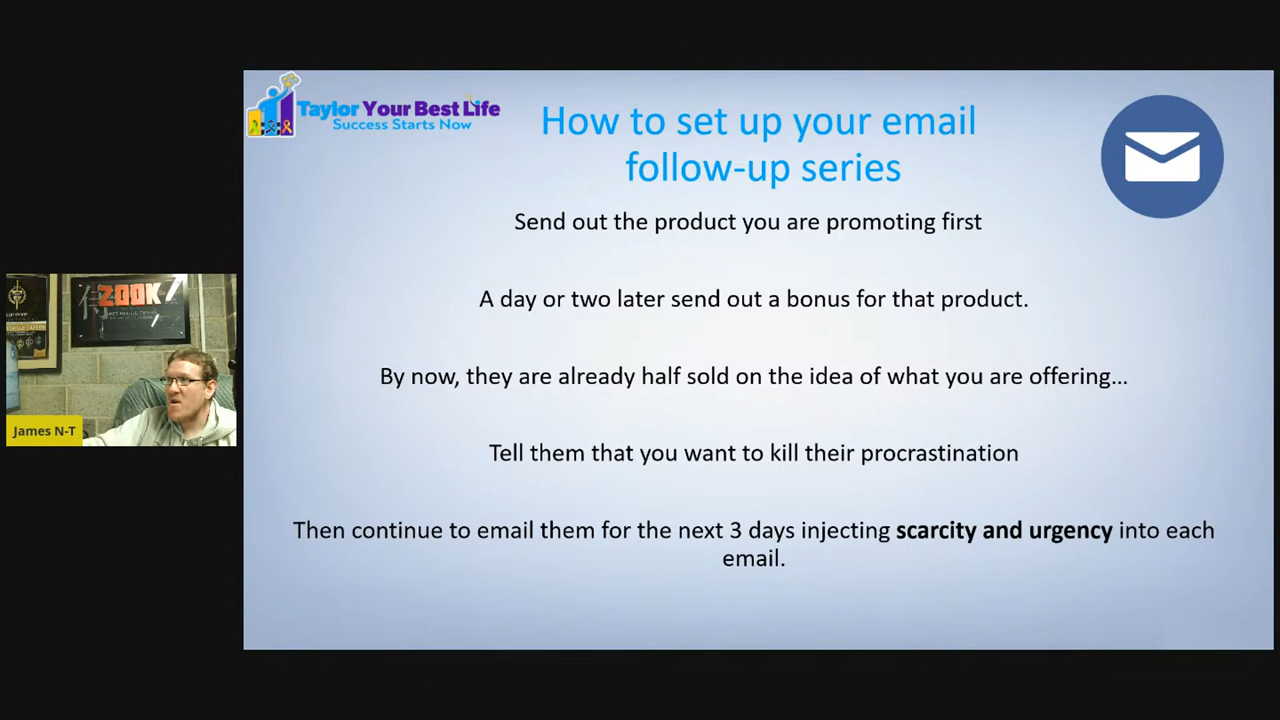 Taylor Your Best Life
Success Starts Now
How to set up your email
follow-up series
Send out the product you are promoting first
A day or two later send out a bonus for that product.
By now, they are already half sold on the idea of what you are offering...
Tell them that you want to kill their procrastination
Then continue to email them for the next 3 days injecting scarcity and urgency into each
email.
200K
James N-T